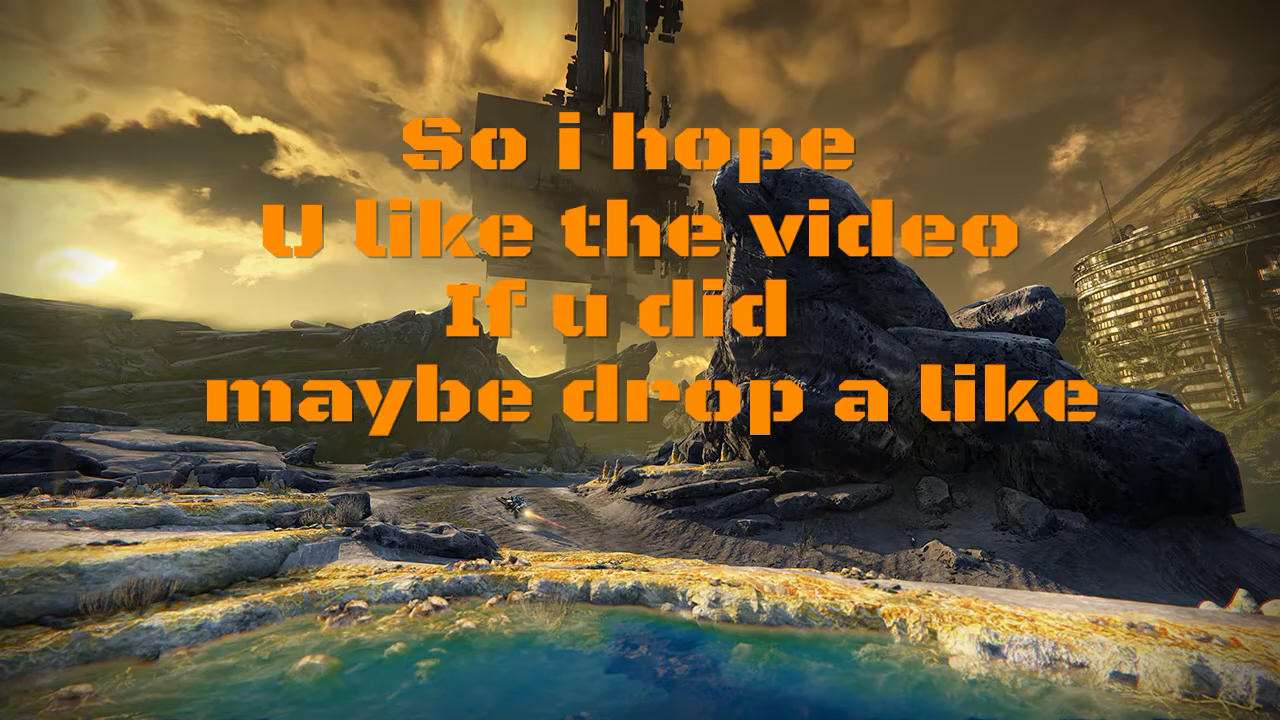 So i hope
U like the video
If u did
maybe drop a like